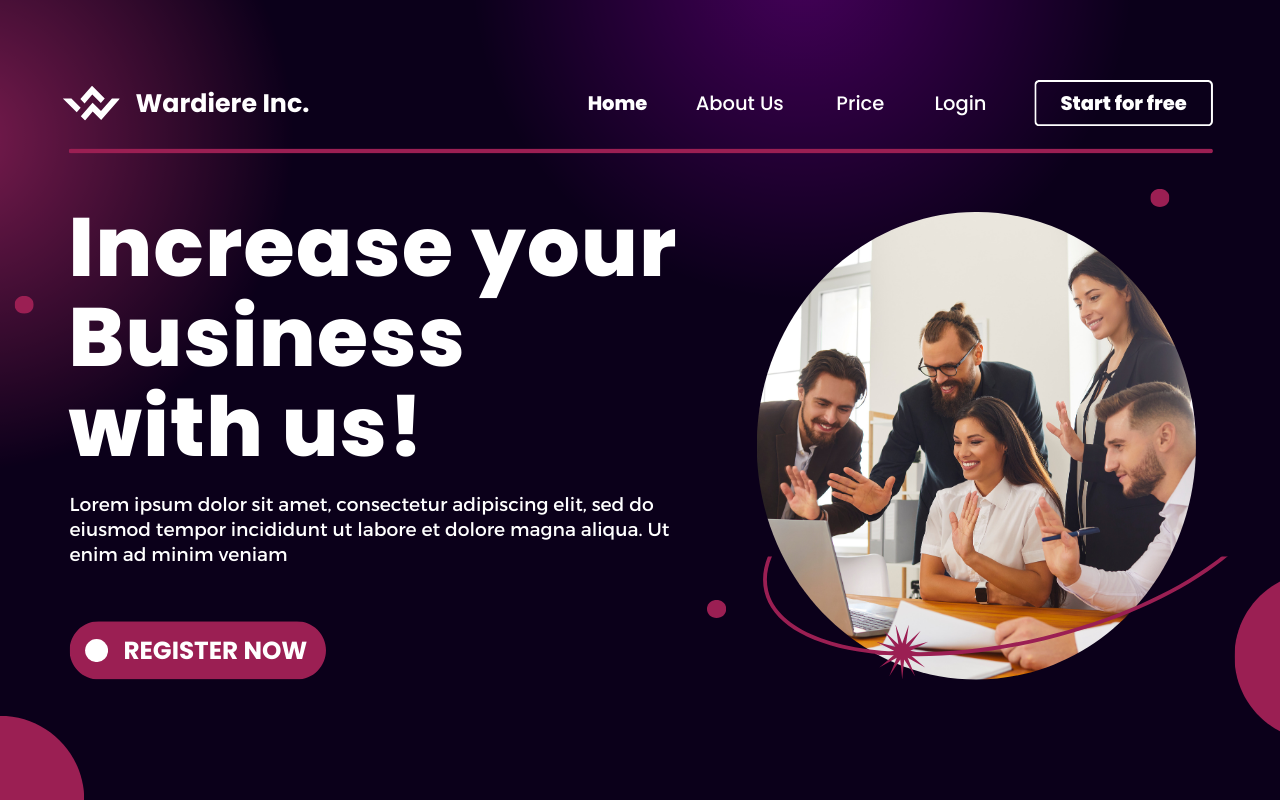 Wardiere Inc.
Home About Us Price Login Start for free
Increase your
Business
with us!
Lorem ipsum dolor sit amet, consectetur adipiscing elit, sed do
eiusmod tempor incididunt ut labore et dolore magna aliqua. Ut
enim ad minim veniam
REGISTER NOW